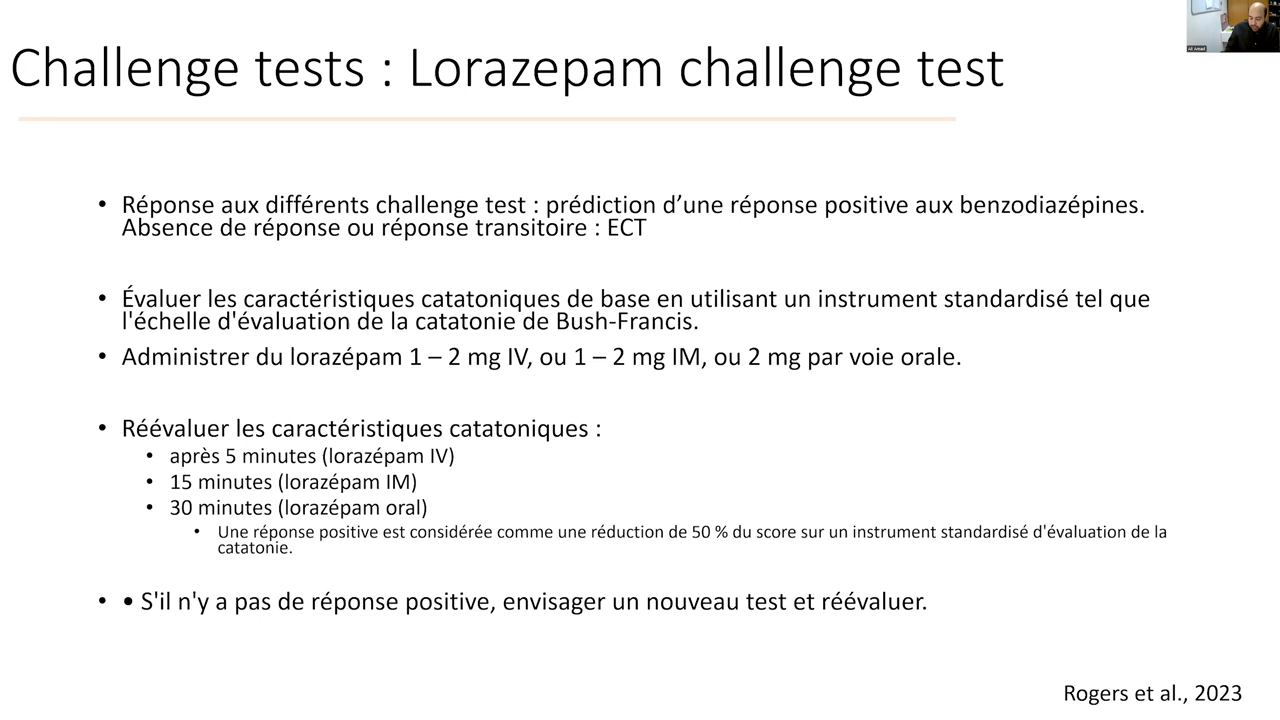 Challenge tests : Lorazepam challenge test
• Réponse aux différents challenge test : prédiction d’une réponse positive aux benzodiazépines.
Absence de réponse ou réponse transitoire : ECT
• Évaluer les caractéristiques catatoniques de base en utilisant un instrument standardisé tel que
l'échelle d'évaluation de la catatonie de Bush-Francis.
• Administrer du lorazépam 1 – 2 mg IV, ou 1 – 2 mg IM, ou 2 mg par voie orale.
• Réévaluer les caractéristiques catatoniques :
• après 5 minutes (lorazépam IV)
• 15 minutes (lorazépam IM)
• 30 minutes (lorazépam oral)
• Une réponse positive est considérée comme une réduction de 50 % du score sur un instrument standardisé d'évaluation de la
catatonie.
• • S'il n'y a pas de réponse positive, envisager un nouveau test et réévaluer.
Rogers et al., 2023